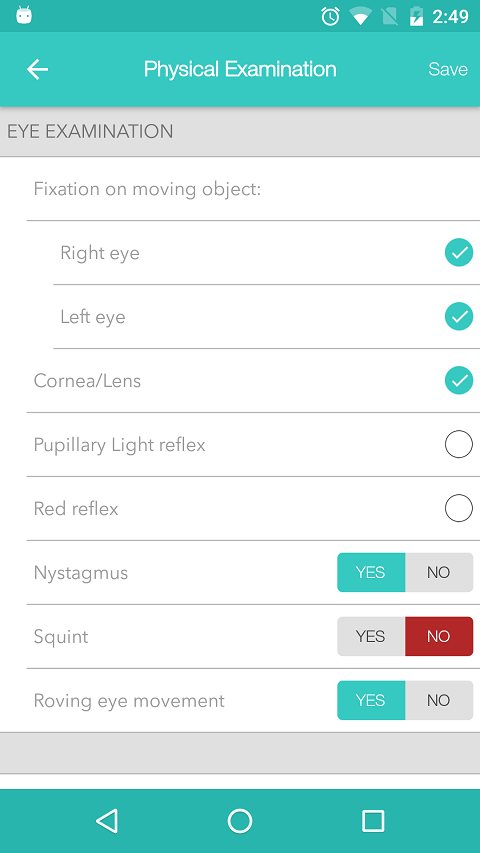 2:49
Physical Examination
Save
EYE EXAMINATION
Fixation on moving object:
Right eye
Left eye
Cornea/Lens
Pupillary Light reflex
Red reflex
Nystagmus YES NO
Squint YES NO
Roving eye movement YES NO